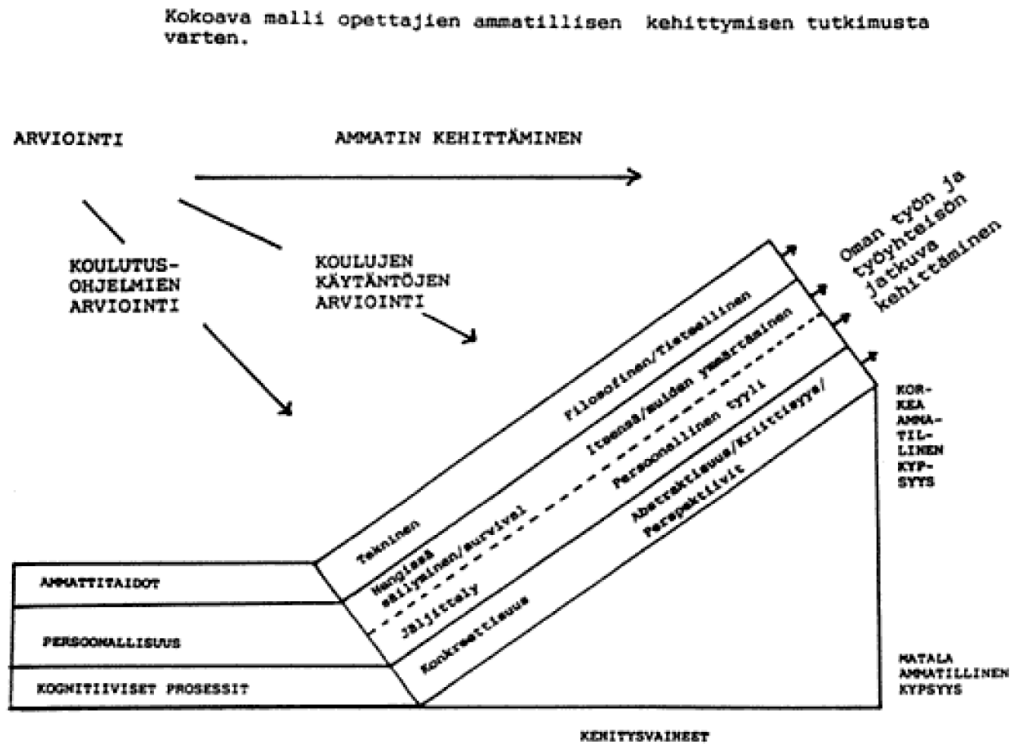 Kokoava malli opettajien ammatillisen kehittymisen tutkimusta
varten.
ARVIOINTI
AMMATIN KEHITTÄMINEN
KOULUTUS-
OHJELMIEN
ARVIOINTI
KOULUJEN
KÄYTÄNTÖJEN
ARVIOINTI
Oman työn ja
työyhteisön
jatkuva
kehittäminen
Tekninen
Filosofinen/Tieteellinen
Hengissä
säilyminen/survival
Itsensä/muiden ymmärtäminen
Jäljittely
Persoonallinen tyyli
Konkreettisuus
Abstraktisuus/Kriittisyys/
Perspektiivit
KOR-
KEA
AMMA-
TIL-
LINEN
KYP-
SYYS
AMMATTITAIDOT
PERSOONALLISUUS
KOGNITIIVISET PROSESSIT
MATALA
AMMATILLINEN
KYPSYYS
KEHITYSVAIHEET